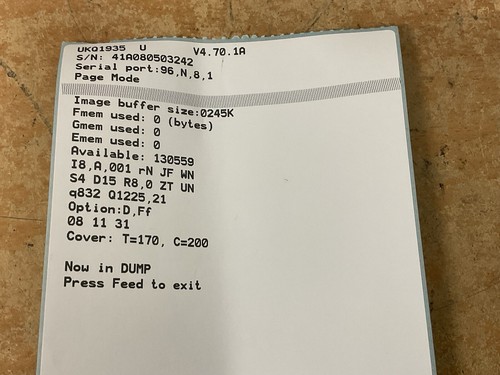 UKQ1935 U V4.70.1A
S/N: 41A080503242
Serial port:96,N,8,1
Page Mode
Image buffer size:0245K
Fmem used: 0 (bytes)
Gmem used: 0
Emem used: 0
Available: 130559
I8,A,001 rN JF WN
S4 D15 R8,0 ZT UN
q832 Q1225,21
Option:D,Ff
08 11 31
Cover: T=170, C=200
Now in DUMP
Press Feed to exit